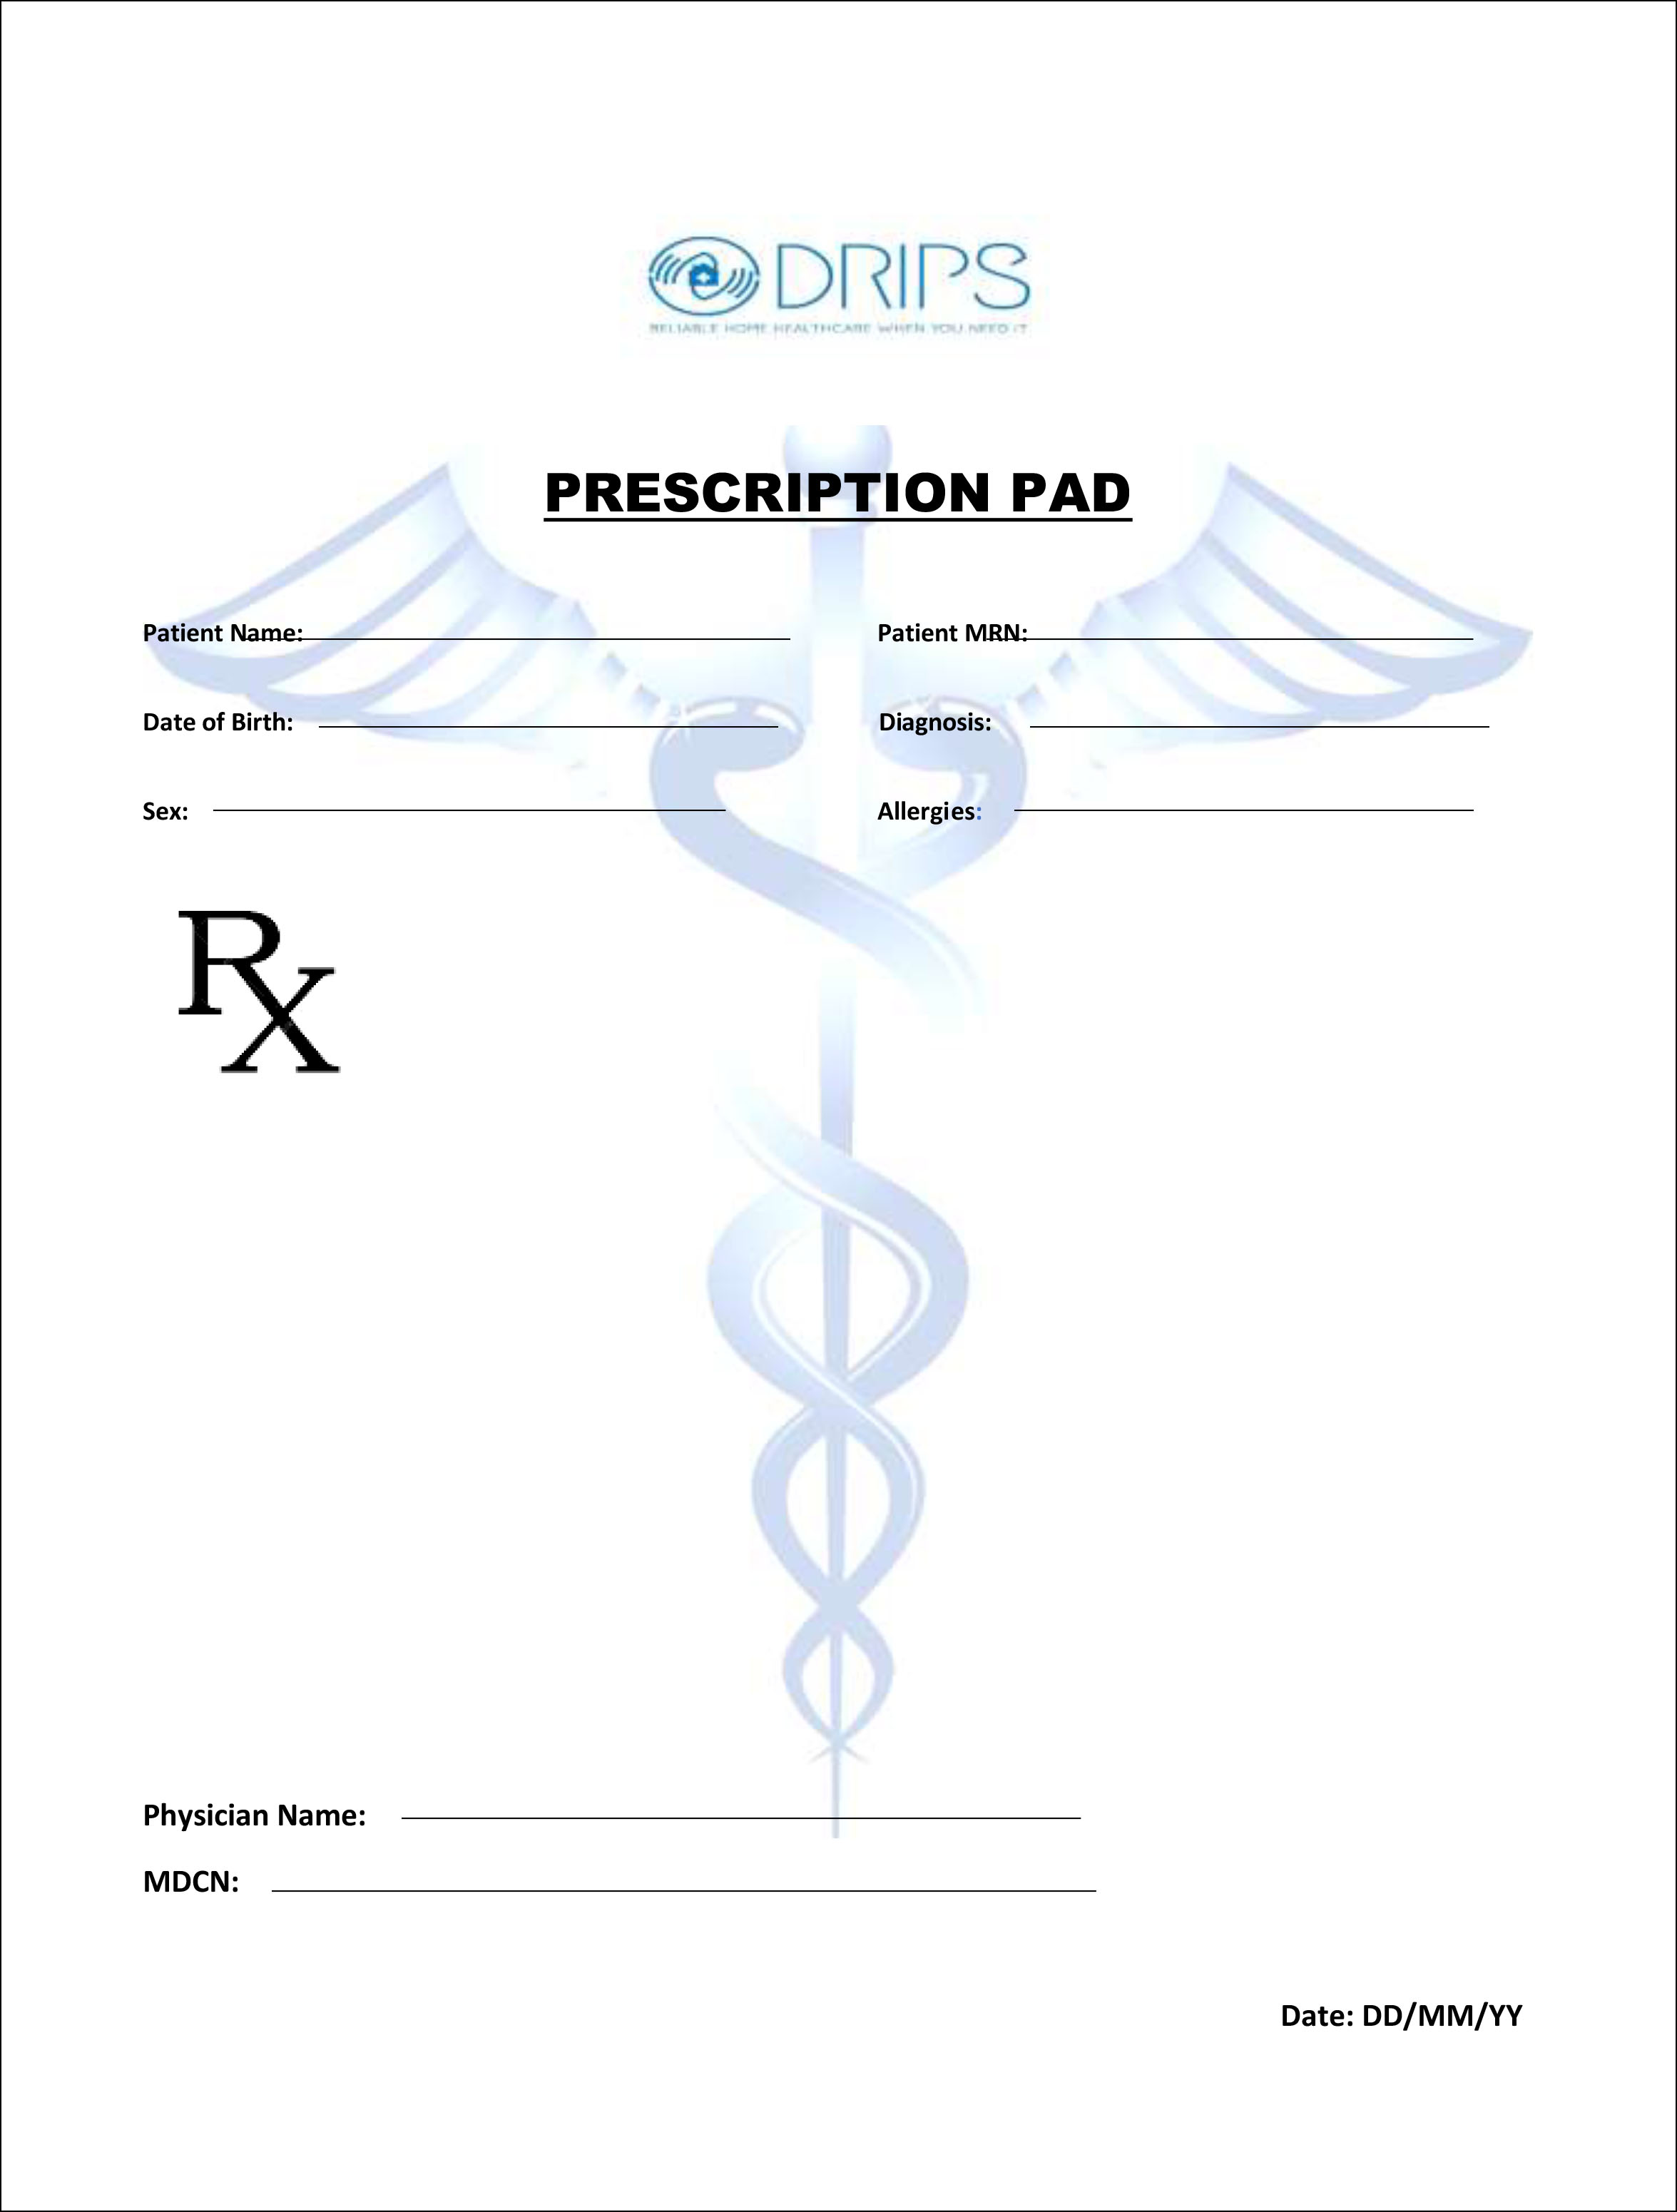 DRIPS
RELIABLE HOME HEALTHCARE WHEN YOU NEED IT
PRESCRIPTION PAD
Patient Name: Patient MRN:
Date of Birth: Diagnosis:
Sex: Allergies:
Rx
Physician Name:
MDCN:
Date: DD/MM/YY